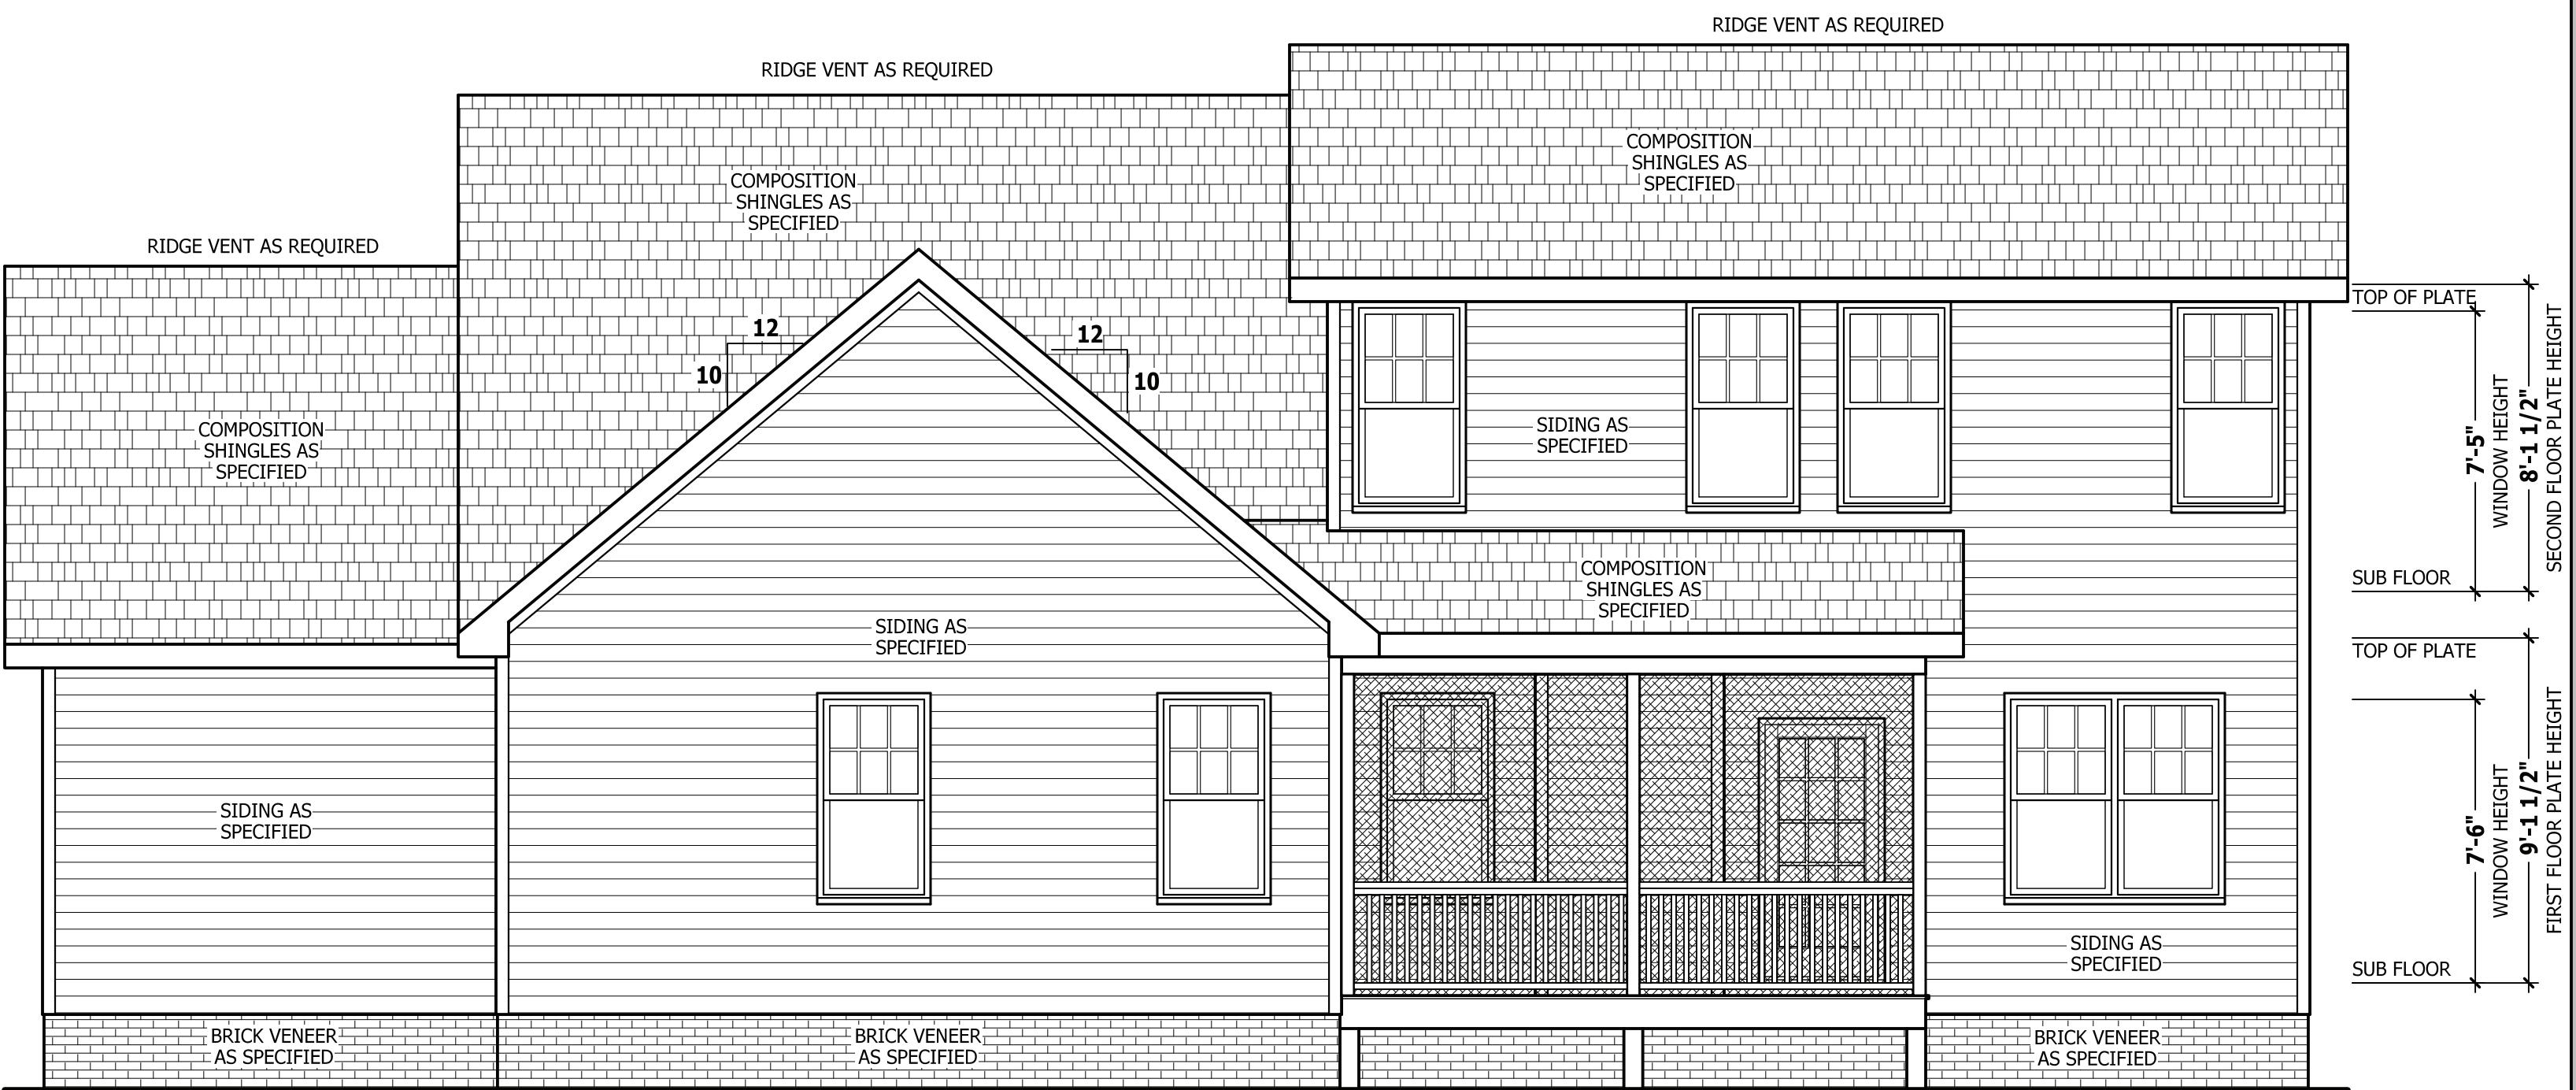 RIDGE VENT AS REQUIRED
RIDGE VENT AS REQUIRED
COMPOSITION
SHINGLES AS
SPECIFIED
COMPOSITION
SHINGLES AS
SPECIFIED
RIDGE VENT AS REQUIRED
TOP OF PLATE
12
12
10
10
COMPOSITION
SHINGLES AS
SPECIFIED
SIDING AS
SPECIFIED
7'-5"
WINDOW HEIGHT
8'-1 1/2"
SECOND FLOOR PLATE HEIGHT
COMPOSITION
SHINGLES AS
SPECIFIED
SUB FLOOR
SIDING AS
SPECIFIED
TOP OF PLATE
SIDING AS
SPECIFIED
7'-6"
WINDOW HEIGHT
9'-1 1/2"
FIRST FLOOR PLATE HEIGHT
SIDING AS
SPECIFIED
SUB FLOOR
BRICK VENEER
AS SPECIFIED
BRICK VENEER
AS SPECIFIED
BRICK VENEER
AS SPECIFIED